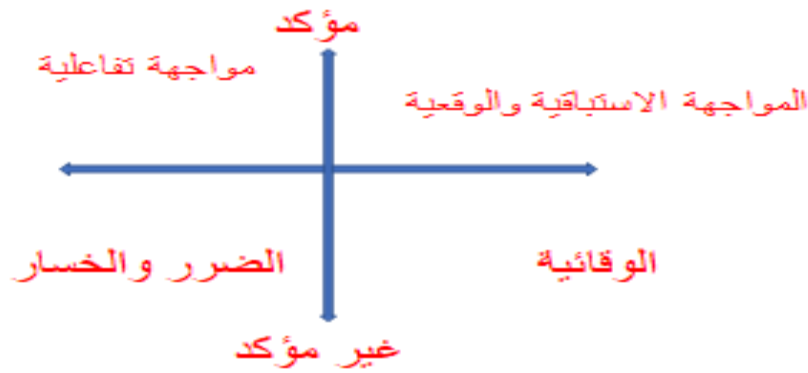 مؤكد
المواجهة الاستباقية والوقعية
مواجهة تفاعلية
الوقائية
الضرر والخسار
غير مؤكد